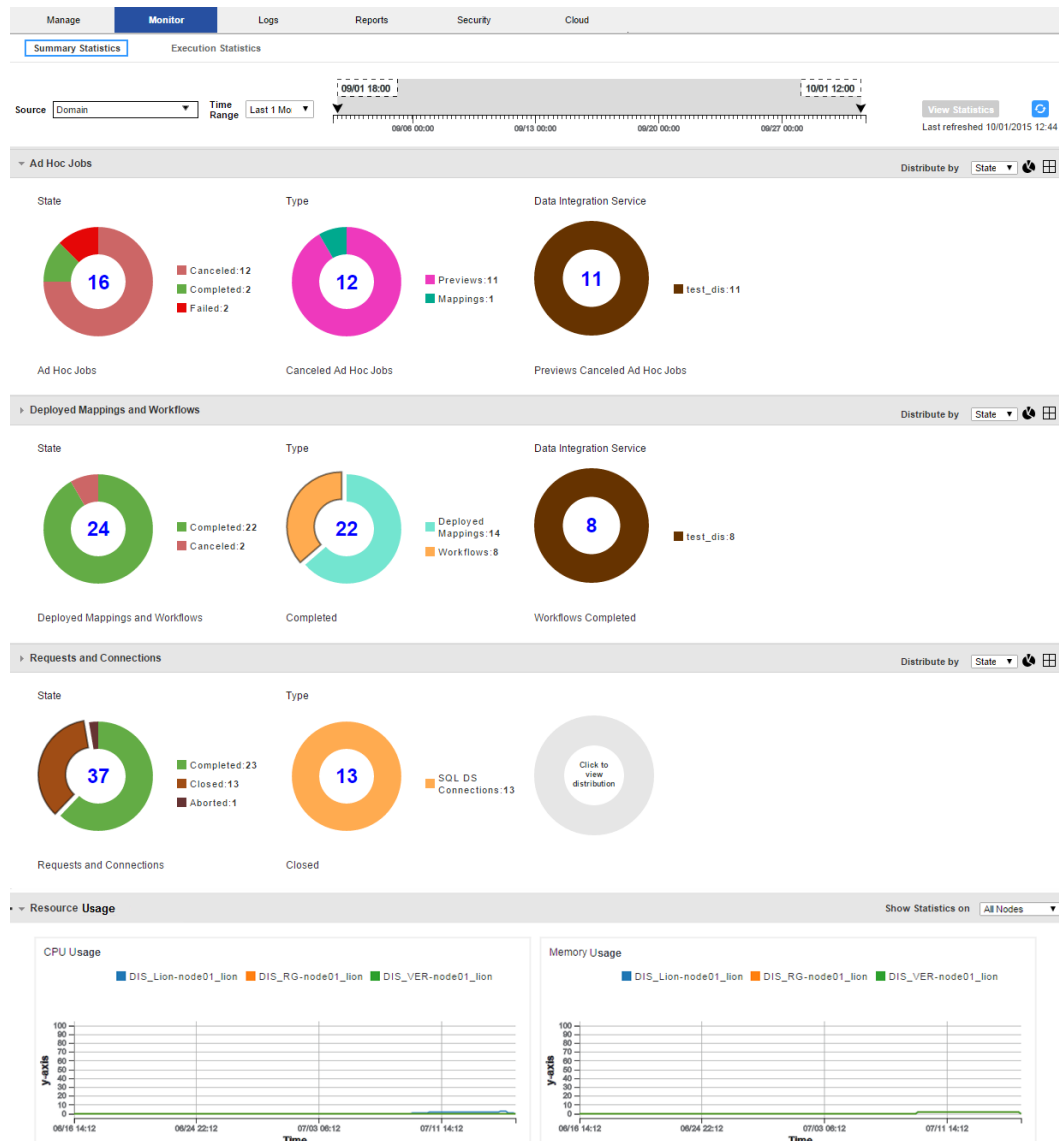 Manage Monitor Logs Reports Security Cloud
Summary Statistics Execution Statistics
09/01 18:00 10/01 12:00
Source Domain Time Range Last 1 Mo View Statistics
09/06 00:00 09/13 00:00 09/20 00:00 09/27 00:00
Last refreshed 10/01/2015 12:44
Ad Hoc Jobs Distribute by State
State Type Data Integration Service
16
Canceled:12
Completed:2
Failed:2
12
Previews:11
Mappings:1
11
test_dis:11
Ad Hoc Jobs Canceled Ad Hoc Jobs Previews Canceled Ad Hoc Jobs
Deployed Mappings and Workflows Distribute by State
State Type Data Integration Service
24
Completed:22
Canceled:2
22
Deployed
Mappings:14
Workflows:8
8
test_dis:8
Deployed Mappings and Workflows Completed Workflows Completed
Requests and Connections Distribute by State
State Type
37
Completed:23
Closed:13
Aborted:1
13
SQL DS
Connections:13
Click to
view
distribution
Requests and Connections Closed
Resource Usage Show Statistics on All Nodes
CPU Usage
DIS_Lion-node01_lion DIS_RG-node01_lion DIS_VER-node01_lion
100
90
80
70
60
50
40
30
20
10
0
y-axis
06/16 14:12 06/24 22:12 07/03 06:12 07/11 14:12
Time
Memory Usage
DIS_Lion-node01_lion DIS_RG-node01_lion DIS_VER-node01_lion
100
90
80
70
60
50
40
30
20
10
0
y-axis
06/16 14:12 06/24 22:12 07/03 06:12 07/11 14:12
Time